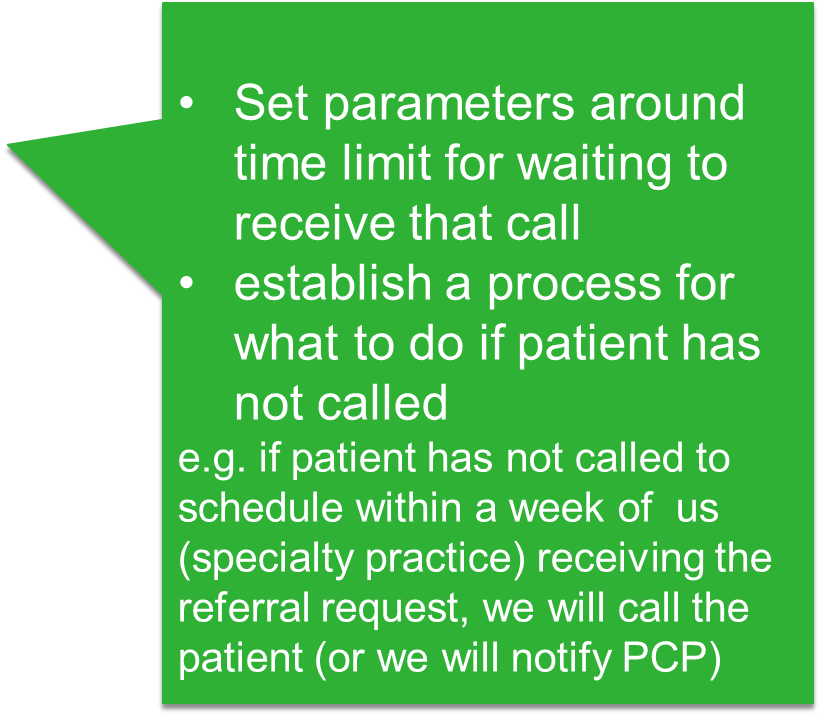 • Set parameters around
time limit for waiting to
receive that call
• establish a process for
what to do if patient has
not called
e.g. if patient has not called to
schedule within a week of  us
(specialty practice) receiving the
referral request, we will call the
patient (or we will notify PCP)